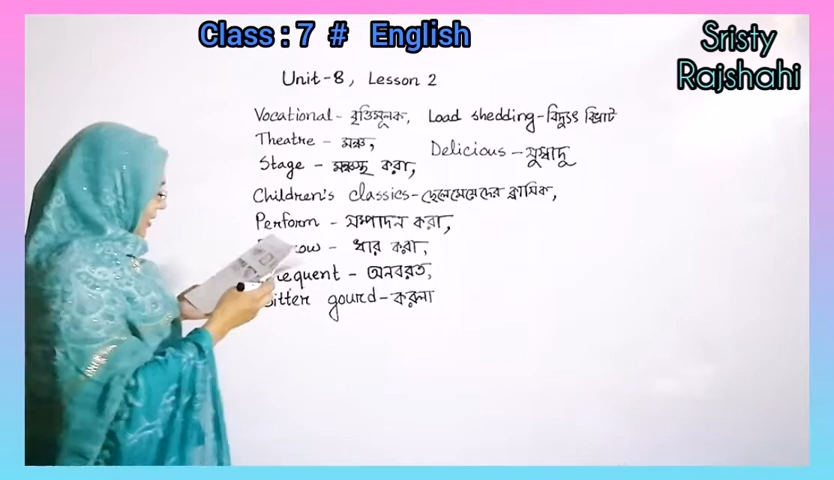 Class : 7 # English
Sristy
Rajshahi
Unit-8, Lesson 2
Vocational - বৃত্তিমূলক, Load shedding - বিদ্যুৎ বিভ্রাট
Theatre - মঞ্চ,
Delicious - সুস্বাদু
Stage - মঞ্চস্থ করা,
Children's classics - ছেলেমেয়েদের ক্লাসিক,
Perform - সম্পাদন করা,
ow - ধার করা,
equent - অনবরত,
itter gourd - করলা